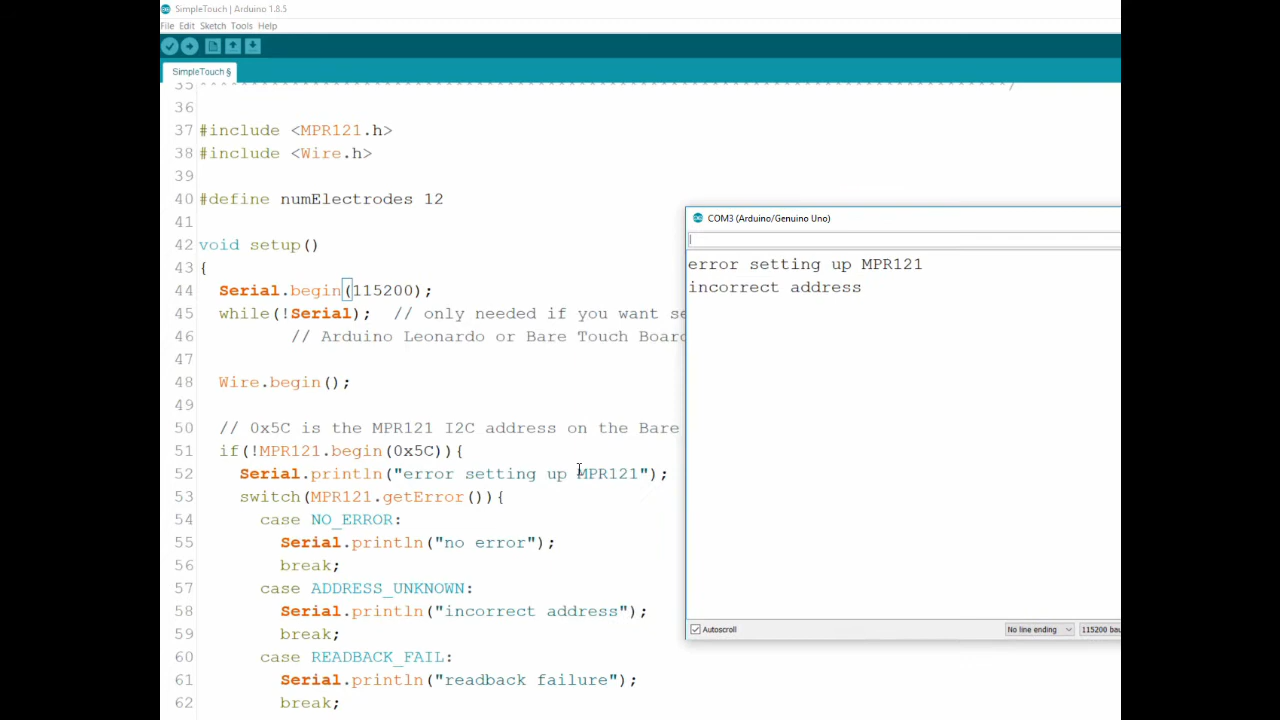 SimpleTouch | Arduino 1.8.5
File Edit Sketch Tools Help
SimpleTouch §
35
36
37 #include <MPR121.h>
38 #include <Wire.h>
39
40 #define numElectrodes 12
41
42 void setup()
43 {
44 Serial.begin(115200);
45 while(!Serial); // only needed if you want se
46 // Arduino Leonardo or Bare Touch Board
47
48 Wire.begin();
49
50 // 0x5C is the MPR121 I2C address on the Bare
51 if(!MPR121.begin(0x5C)){
52 Serial.println("error setting up MPR121");
53 switch(MPR121.getError()){
54 case NO_ERROR:
55 Serial.println("no error");
56 break;
57 case ADDRESS_UNKNOWN:
58 Serial.println("incorrect address");
59 break;
60 case READBACK_FAIL:
61 Serial.println("readback failure");
62 break;
COM3 (Arduino/Genuino Uno)
error setting up MPR121
incorrect address
Autoscroll
No line ending
115200 bau